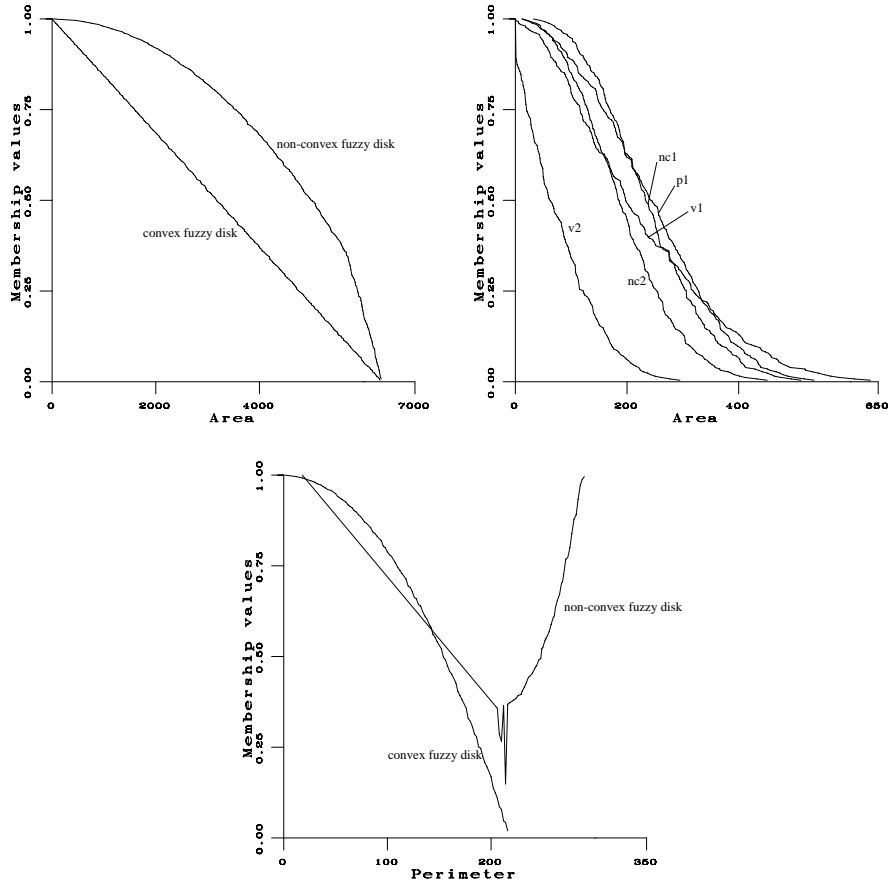 Membership values
1.00
0.75
0.50
0.25
0.00
non-convex fuzzy disk
convex fuzzy disk
0
2000
4000
7000
Area
Membership values
1.00
0.75
0.50
0.25
0.00
nc1
p1
v1
v2
nc2
0
200
400
650
Area
Membership values
1.00
0.75
0.50
0.25
0.00
non-convex fuzzy disk
convex fuzzy disk
0
100
200
350
Perimeter